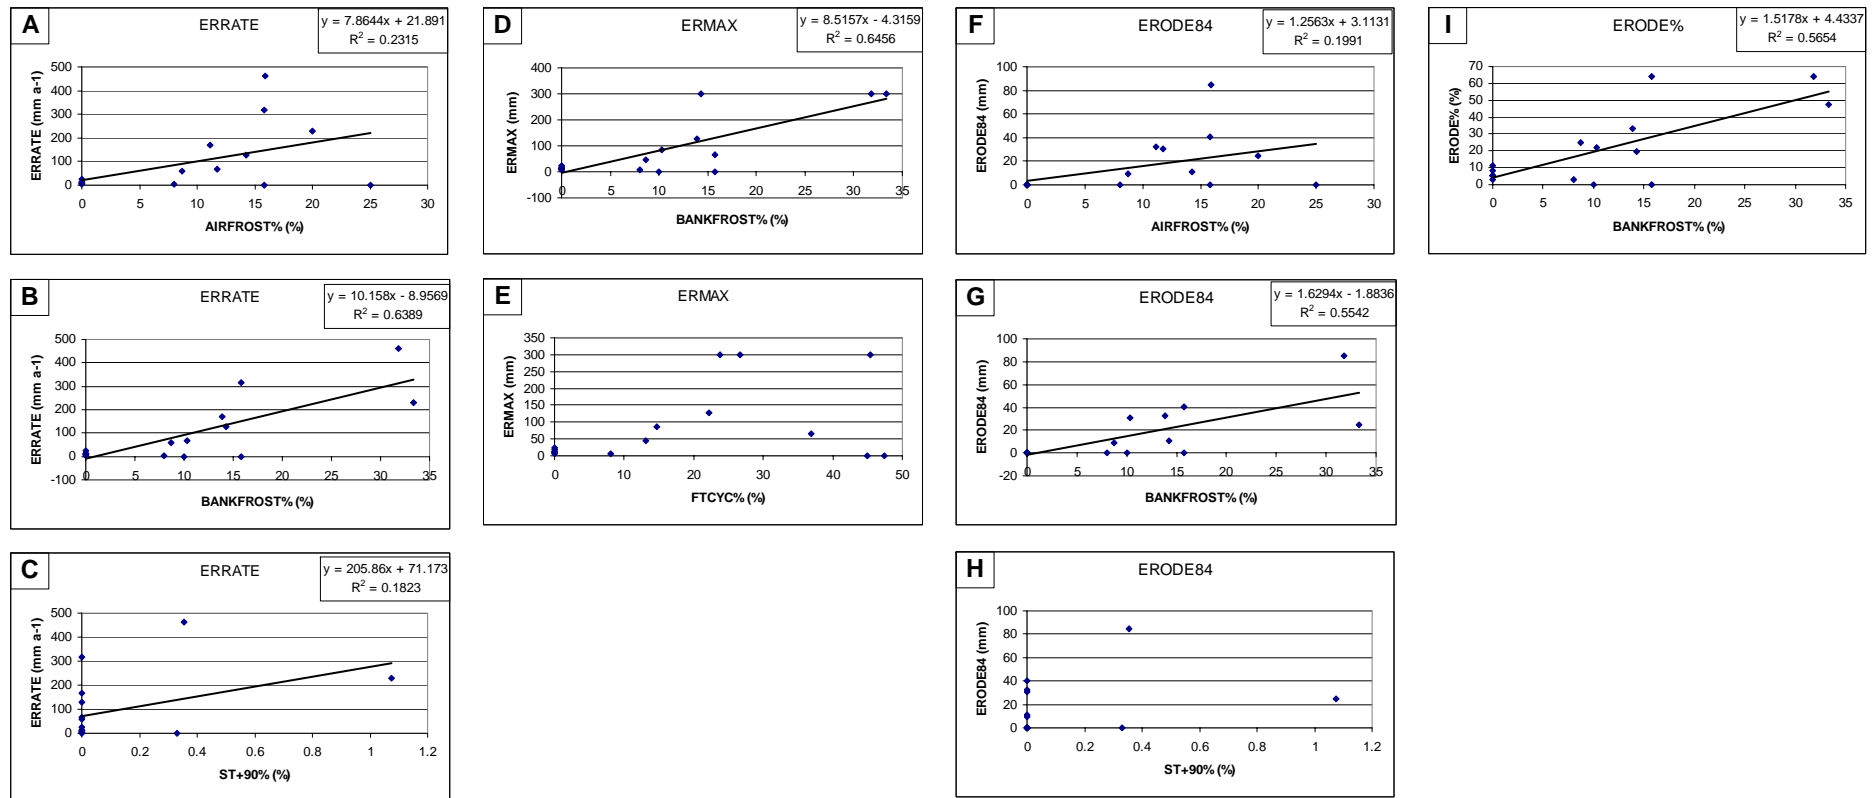 A
ERRATE
y = 7.8644x + 21.891
R² = 0.2315
500
400
300
200
100
0
0 5 10 15 20 25 30
ERRATE (mm a-1)
AIRFROST% (%)
D
ERMAX
y = 8.5157x - 4.3159
R² = 0.6456
400
300
200
100
0
-100
0 5 10 15 20 25 30 35
ERMAX (mm)
BANKFROST% (%)
F
ERODE84
y = 1.2563x + 3.1131
R² = 0.1991
100
80
60
40
20
0
0 5 10 15 20 25 30
ERODE84 (mm)
AIRFROST% (%)
I
ERODE%
y = 1.5178x + 4.4337
R² = 0.5654
70
60
50
40
30
20
10
0
0 5 10 15 20 25 30 35
ERODE% (%)
BANKFROST% (%)
B
ERRATE
y = 10.158x - 8.9569
R² = 0.6389
500
400
300
200
100
0
-100
0 5 10 15 20 25 30 35
ERRATE (mm a-1)
BANKFROST% (%)
E
ERMAX
350
300
250
200
150
100
50
0
0 10 20 30 40 50
ERMAX (mm)
FTCYC% (%)
G
ERODE84
y = 1.6294x - 1.8836
R² = 0.5542
100
80
60
40
20
0
-20
0 5 10 15 20 25 30 35
ERODE84 (mm)
BANKFROST% (%)
C
ERRATE
y = 205.86x + 71.173
R² = 0.1823
500
400
300
200
100
0
0 0.2 0.4 0.6 0.8 1 1.2
ERRATE (mm a-1)
ST+90% (%)
H
ERODE84
100
80
60
40
20
0
0 0.2 0.4 0.6 0.8 1 1.2
ERODE84 (mm)
ST+90% (%)